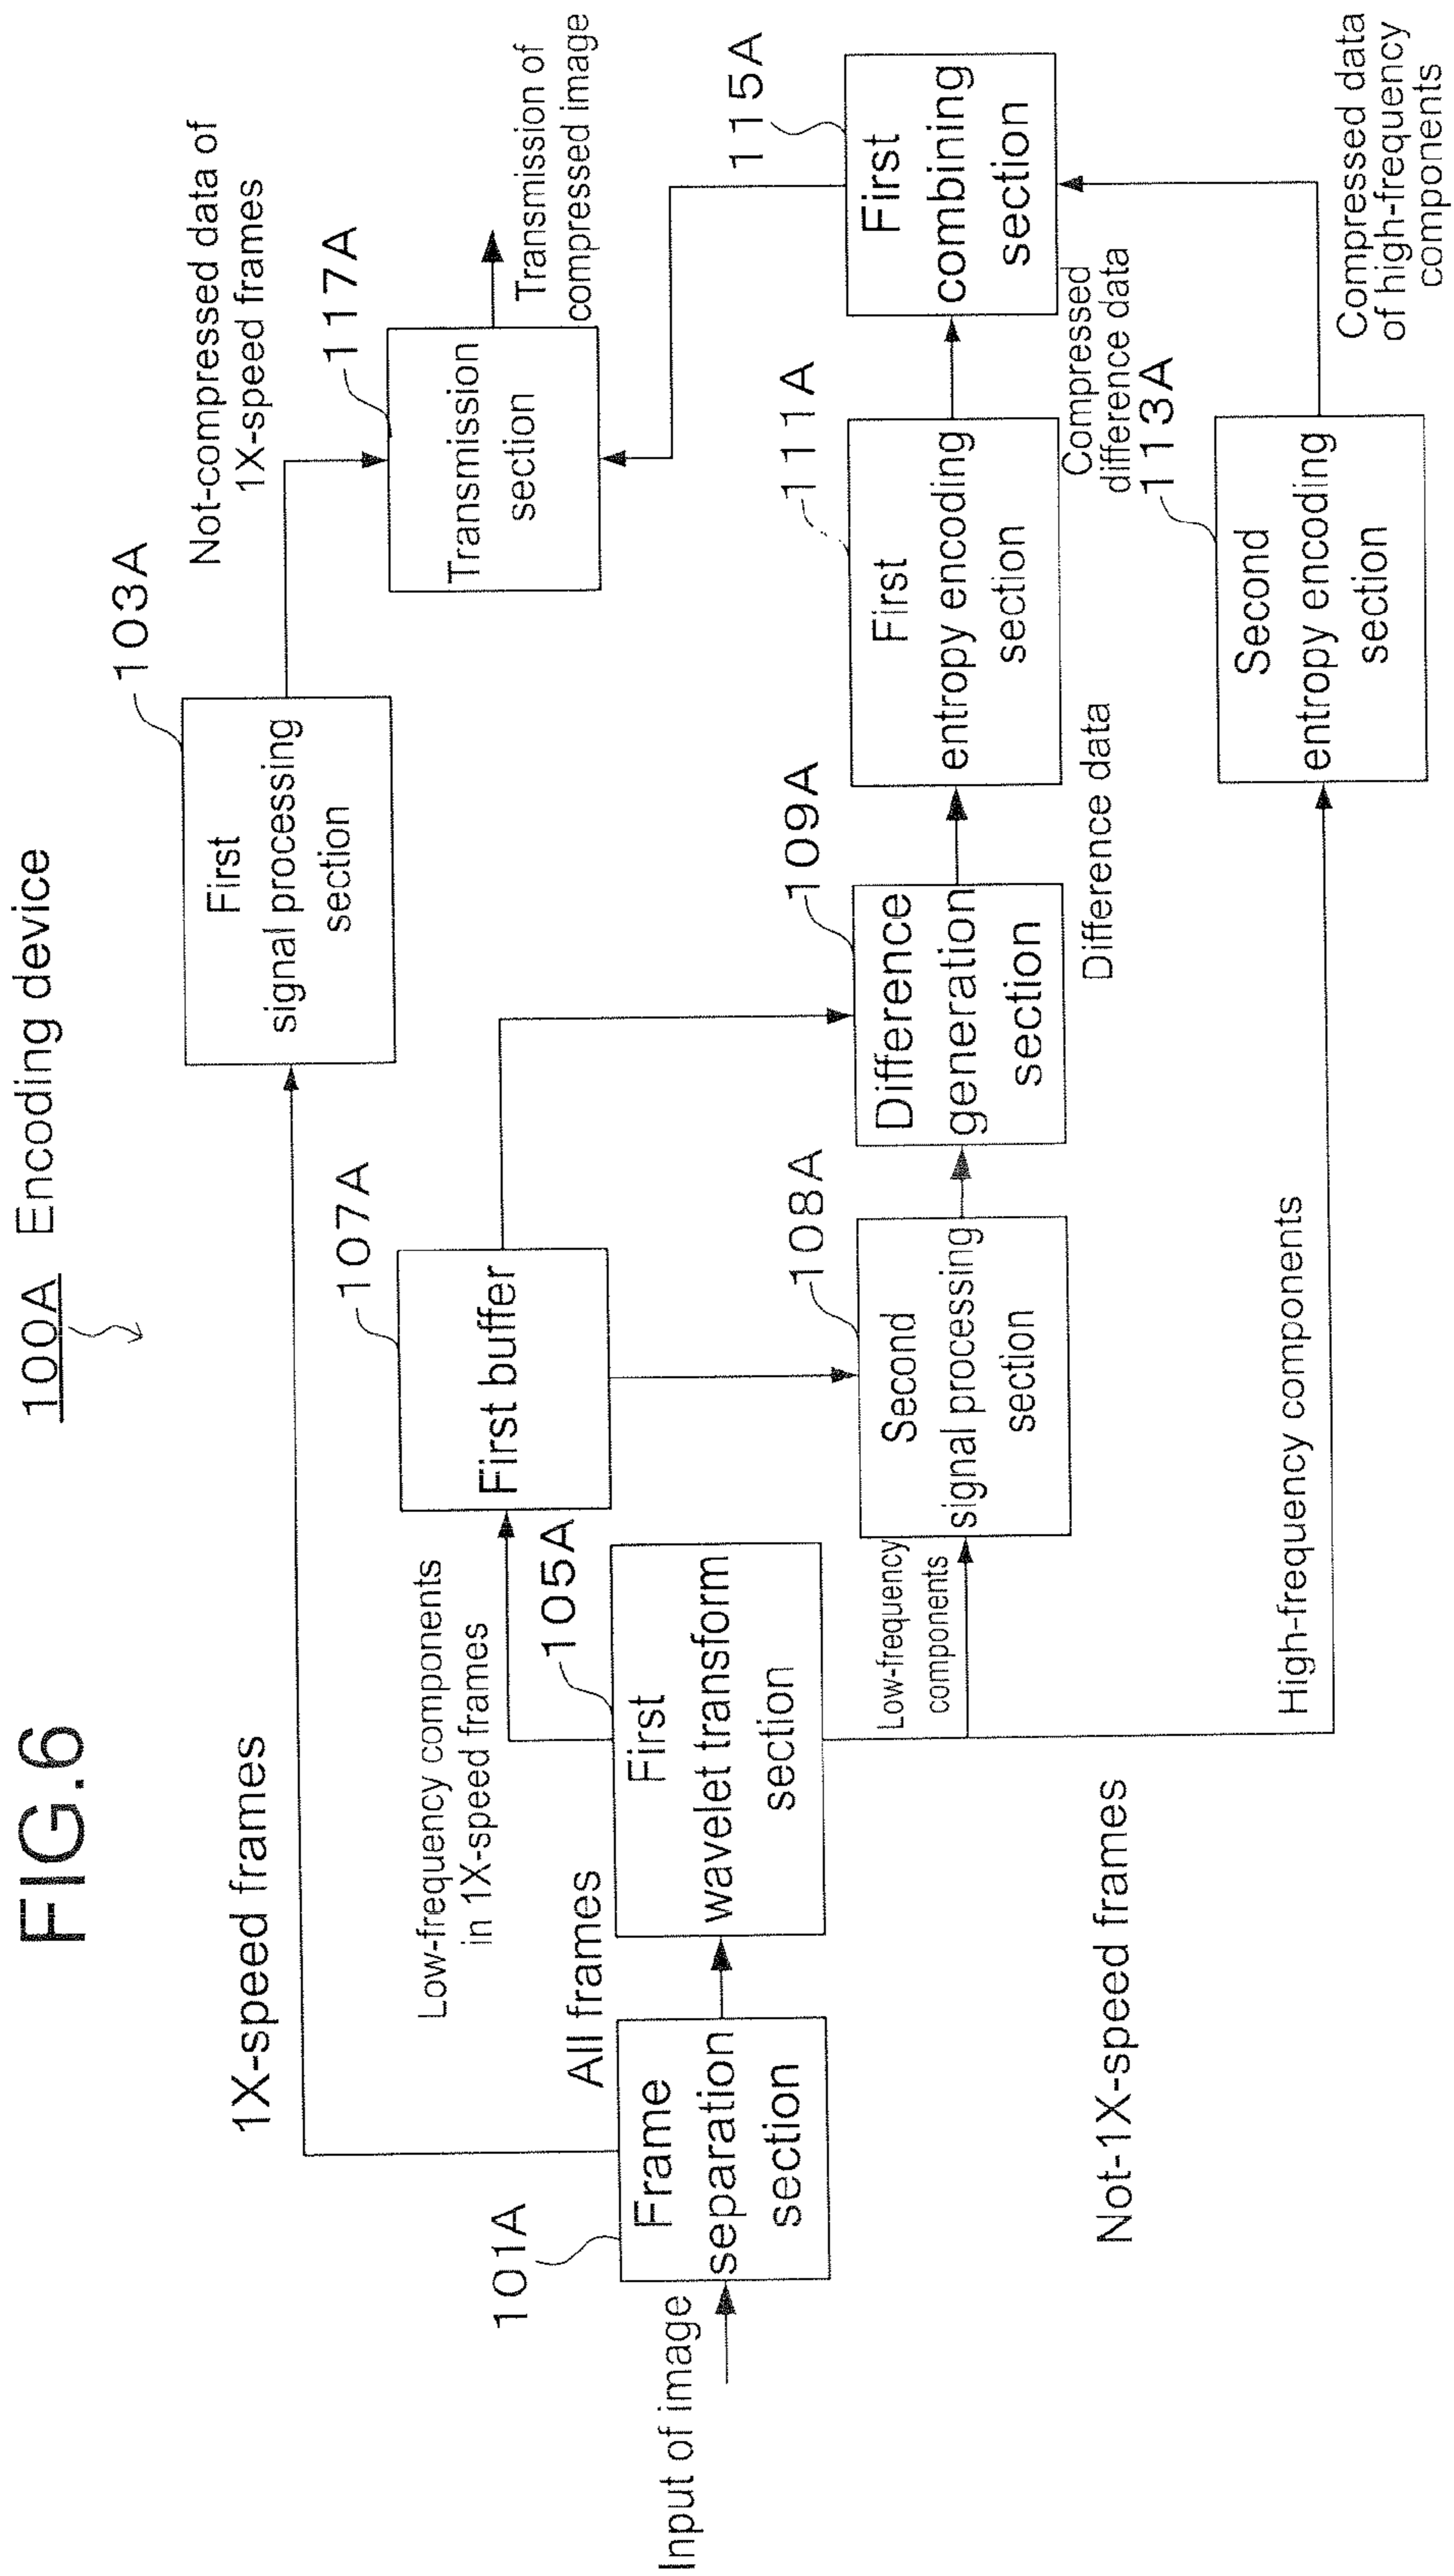 FIG.6
100A Encoding device
1X-speed frames
103A
First
signal processing
section
Not-compressed data of
1X-speed frames
117A
Transmission
section
Transmission of
compressed image
Low-frequency components
in 1X-speed frames
107A
First buffer
Input of image
101A
Frame
separation
section
All frames
105A
First
wavelet transform
section
Low-frequency
components
108A
Second
signal processing
section
109A
Difference
generation
section
Difference data
111A
First
entropy encoding
section
Compressed
difference data
115A
First
combining
section
Not-1X-speed frames
High-frequency components
113A
Second
entropy encoding
section
Compressed data
of high-frequency
components